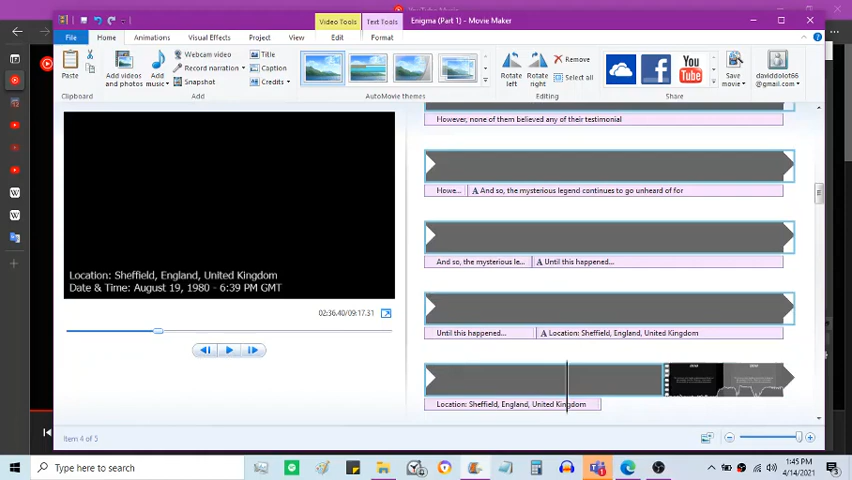 Video Tools
Text Tools
Enigma (Part 1) - Movie Maker
File
Home
Animations
Visual Effects
Project
View
Edit
Format
Paste
Add videos
and photos
Add
music
Webcam video
Record narration
Snapshot
Title
Caption
Credits
Rotate
left
Rotate
right
Remove
Select all
You
Tube
Save
movie
daviddolot66
@gmail.com
Clipboard
Add
AutoMovie themes
Editing
Share
Location: Sheffield, England, United Kingdom
Date & Time: August 19, 1980 - 6:39 PM GMT
02:36.40/09:17.31
However, none of them believed any of their testimonial
Howe...
A And so, the mysterious legend continues to go unheard of for
And so, the mysterious le...
A Until this happened...
Until this happened...
A Location: Sheffield, England, United Kingdom
Location: Sheffield, England, United Kingdom
Item 4 of 5
Type here to search
1:45 PM
4/14/2021